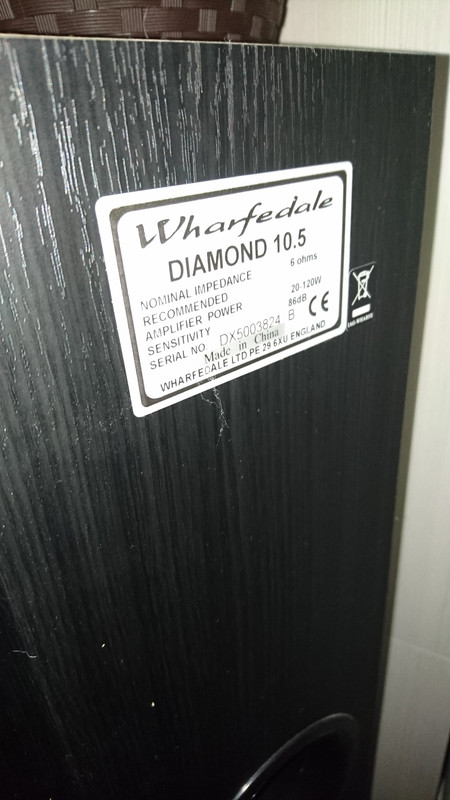 Wharfedale
DIAMOND 10.5
NOMINAL IMPEDANCE 6 ohms
RECOMMENDED
AMPLIFIER POWER 20-120W
SENSITIVITY 86dB
SERIAL NO. DX5003824 B
CE
Made in China
WHARFEDALE LTD PE 29 6XU ENGLAND